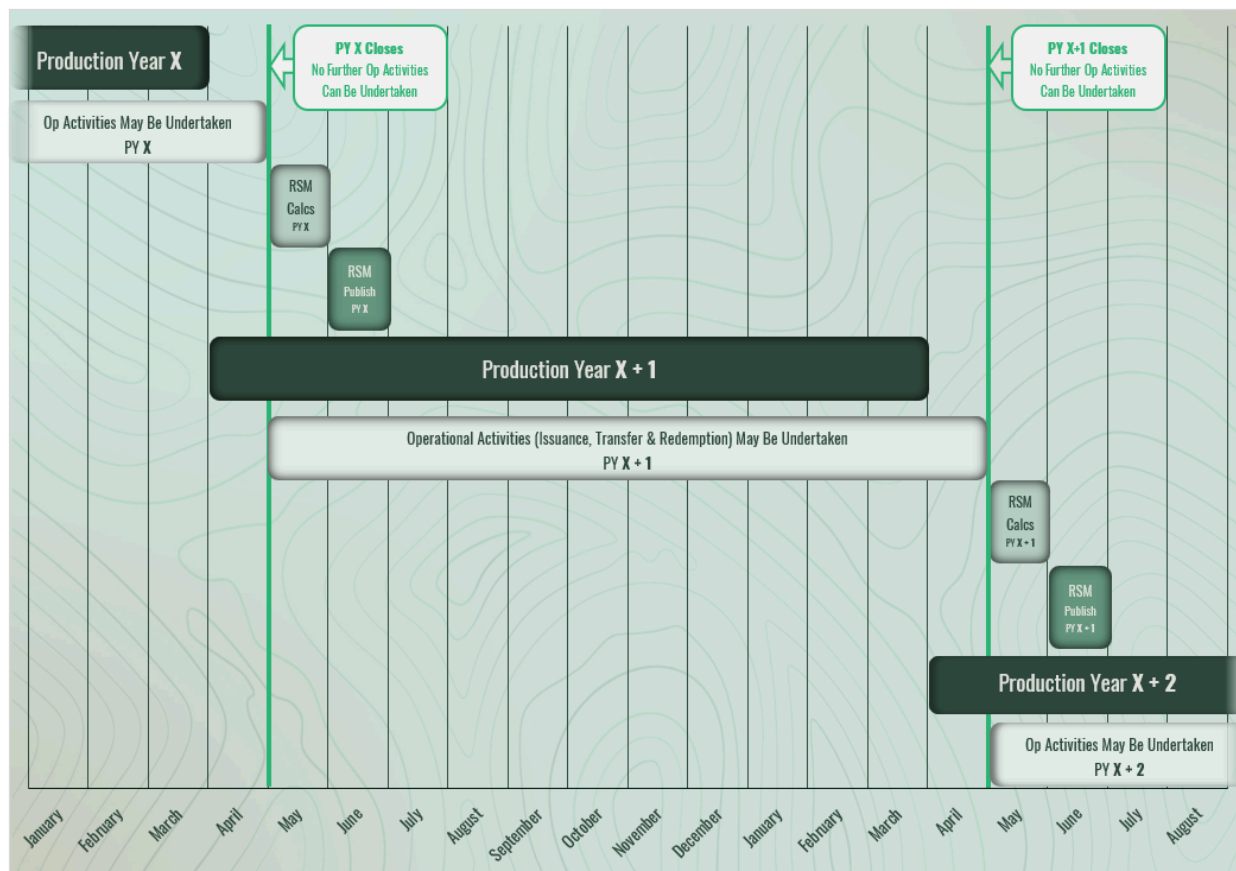 Production Year X
PY X Closes
No Further Op Activities
Can Be Undertaken
PY X+1 Closes
No Further Op Activities
Can Be Undertaken
Op Activities May Be Undertaken
PY X
RSM
Calcs
PY X
RSM
Publish
PY X
Production Year X + 1
Operational Activities (Issuance, Transfer & Redemption) May Be Undertaken
PY X + 1
RSM
Calcs
PY X + 1
RSM
Publish
PY X + 1
Production Year X + 2
Op Activities May Be Undertaken
PY X + 2
January
February
March
April
May
June
July
August
September
October
November
December
January
February
March
April
May
June
July
August